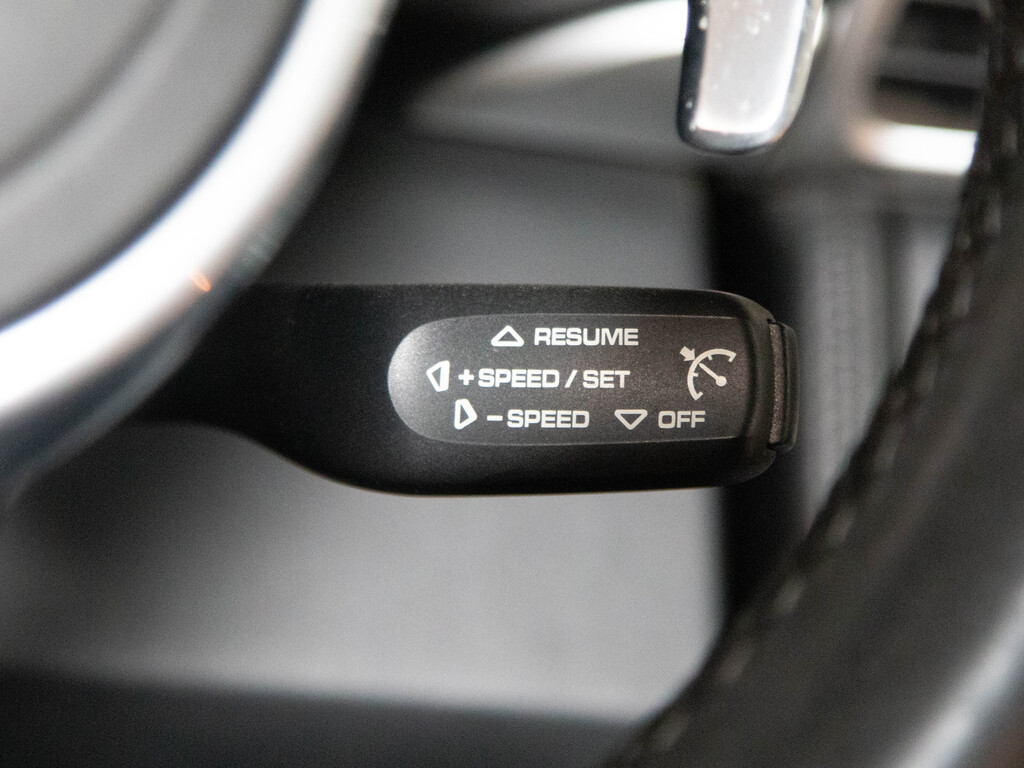 RESUME
+SPEED / SET
-SPEED OFF